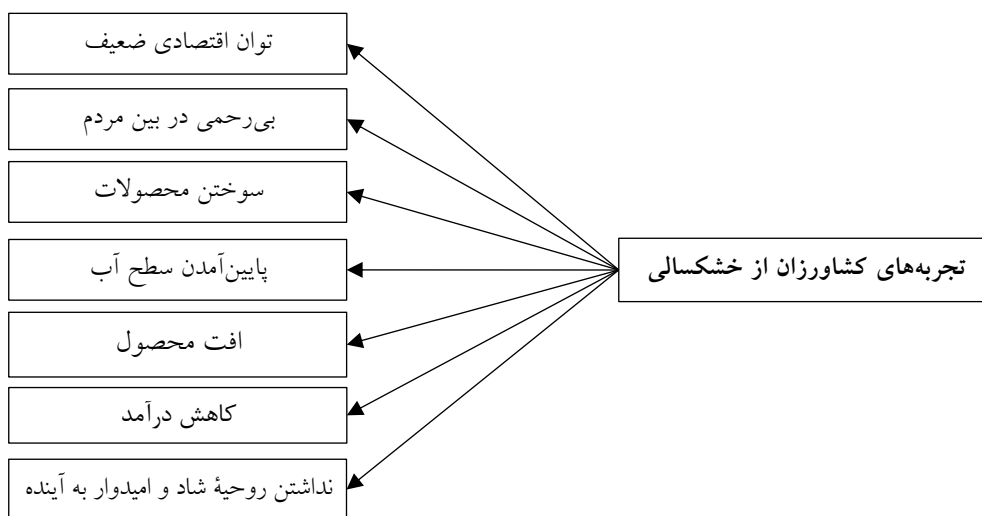 تجربه‌های کشاورزان از خشکسالی
توان اقتصادی ضعیف
بی‌رحمی در بین مردم
سوختن محصولات
پایین‌آمدن سطح آب
افت محصول
کاهش درآمد
نداشتن روحیۀ شاد و امیدوار به آینده